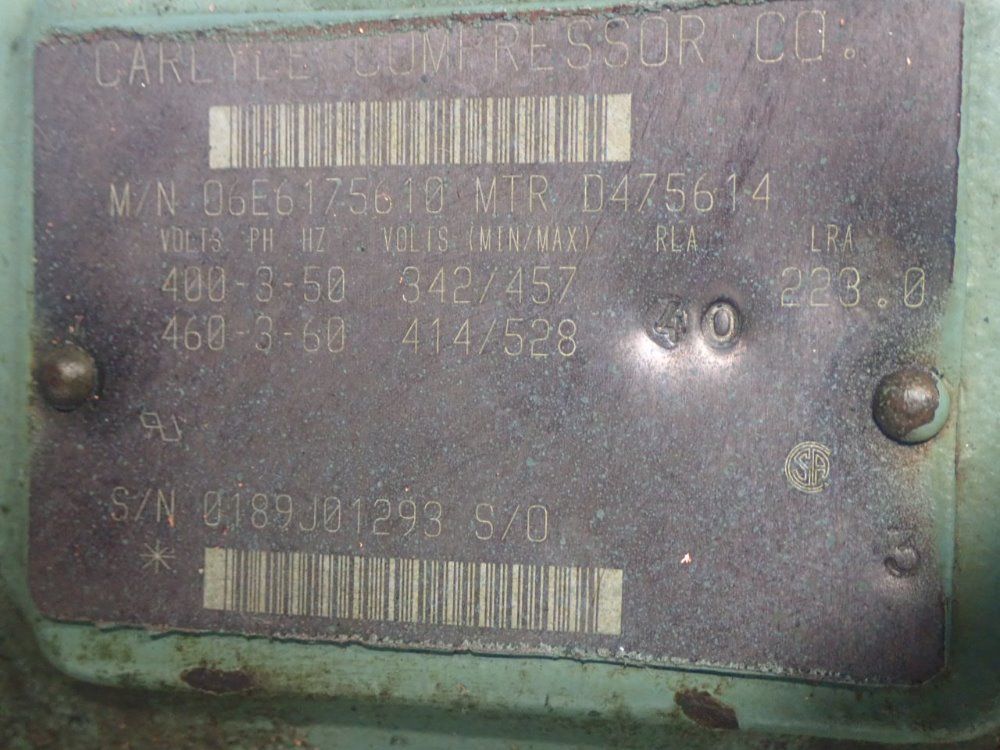 CARLYLE COMPRESSOR CO.
M/N 06E6175610 MTR D475614
VOLTS PH HZ VOLTS (MIN/MAX) RLA LRA
400-3-50 342/457 223.0
460-3-60 414/528 40
S/N 0189J01293 S/O
*
5